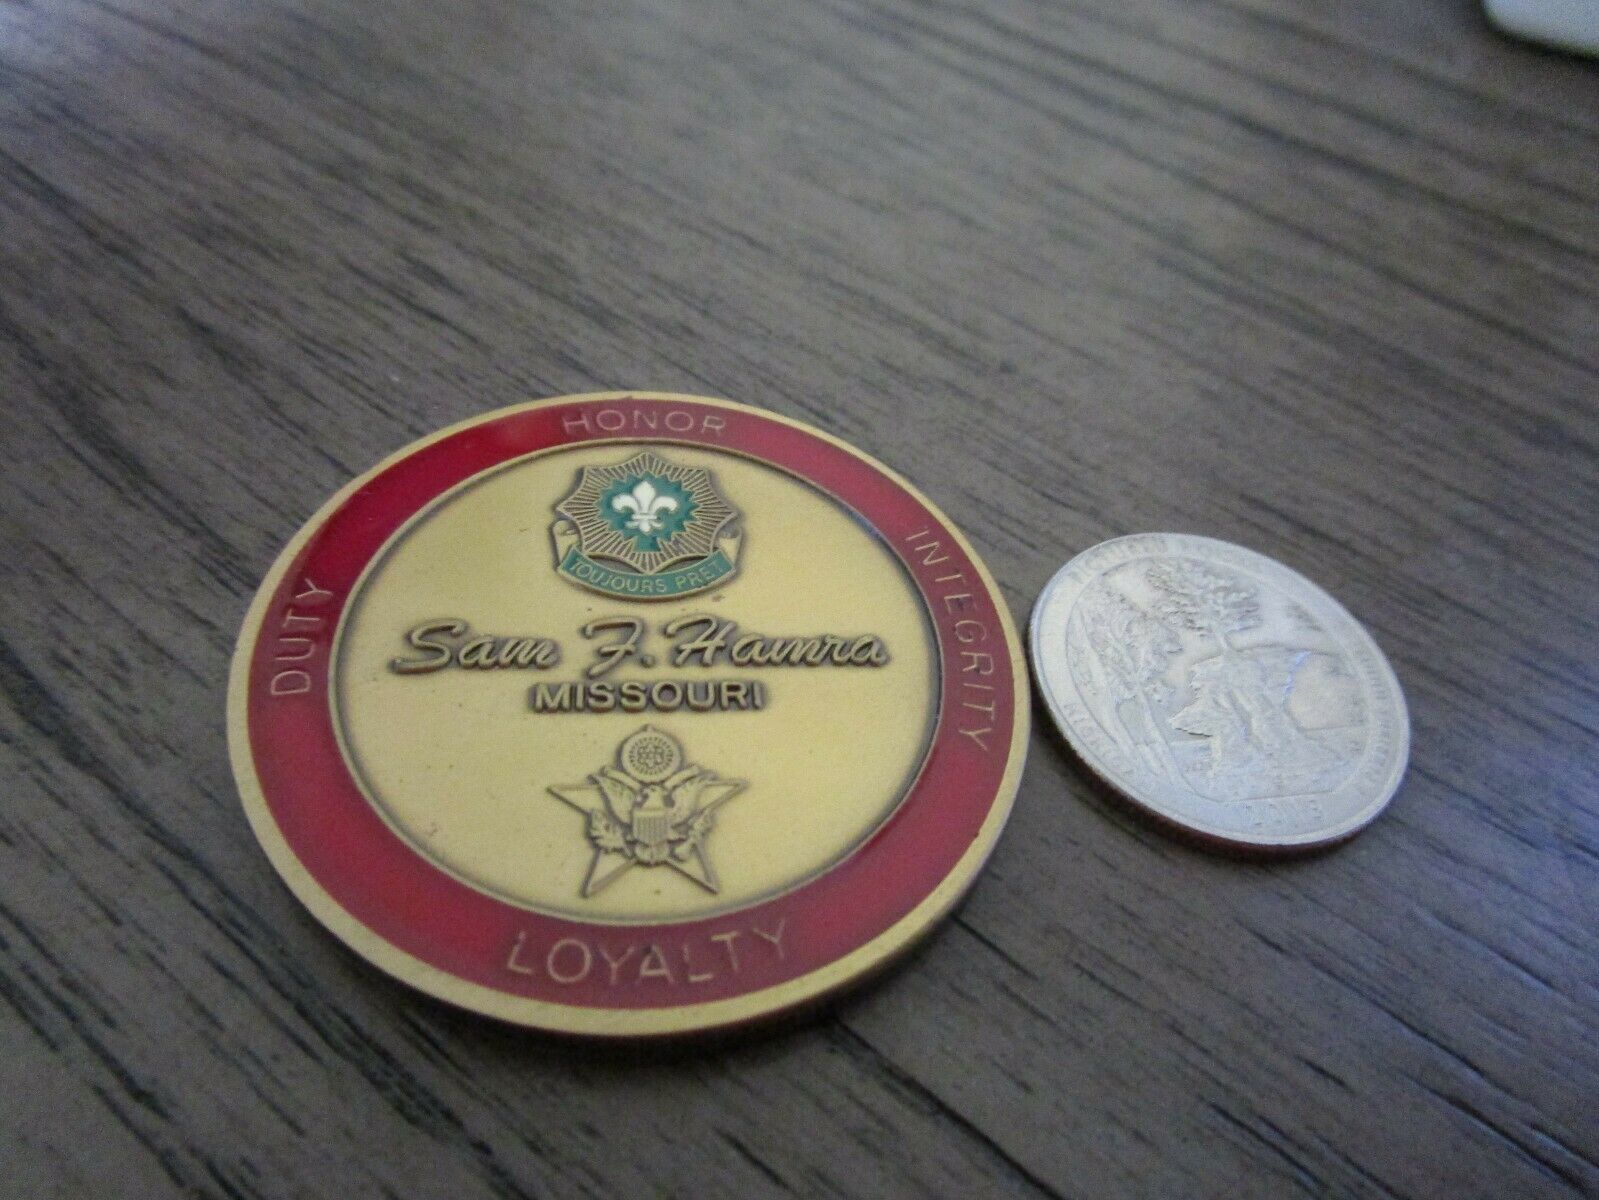 HONOR
DUTY
INTEGRITY
TOUJOURS PRET
Sam F. Hamra
MISSOURI
LOYALTY